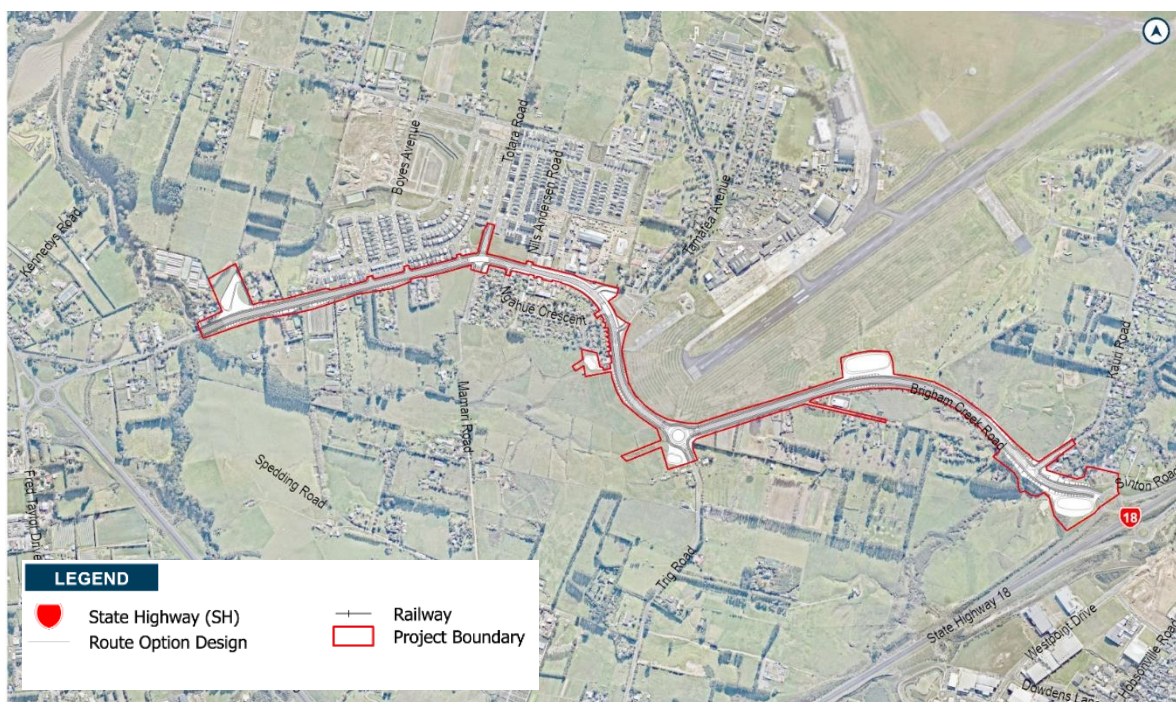 Totara Road
Boyes Avenue
Nils Andersen Road
Tamatea Avenue
Kennedys Road
Ngahue Crescent
Kauri Road
Brigham Creek Road
Mamari Road
Spedding Road
Fred Taylor Drive
Sinton Road
18
Trig Road
State Highway 18
Westpoint Drive
Hobsonville Road
Dowdens Lane
LEGEND
State Highway (SH)
Route Option Design
Railway
Project Boundary